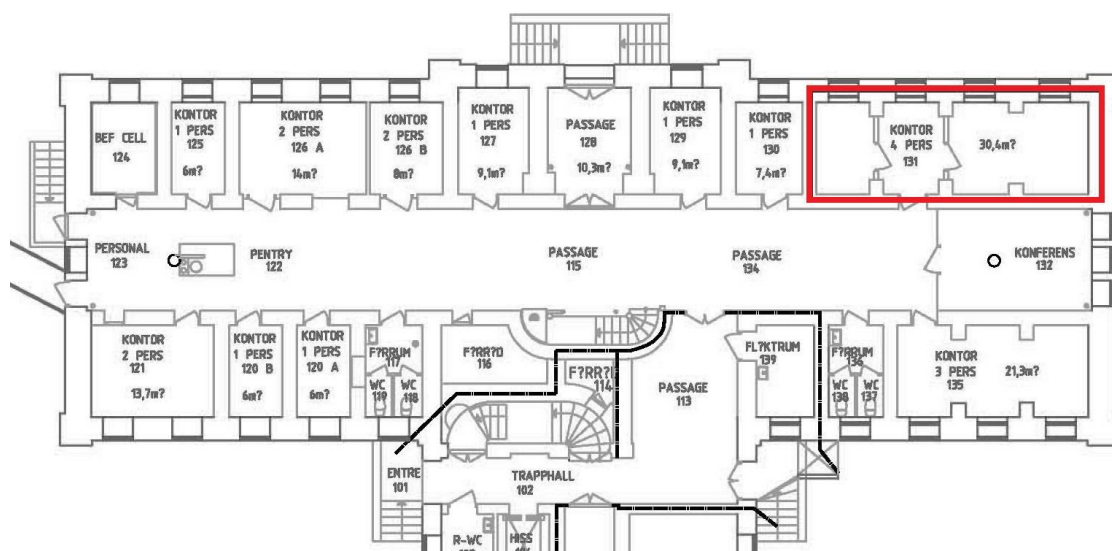 BEF CELL
124
KONTOR
1 PERS
125
6m?
KONTOR
2 PERS
126 A
14m?
KONTOR
2 PERS
126 B
8m?
KONTOR
1 PERS
127
9,1m?
PASSAGE
128
10,3m?
KONTOR
1 PERS
129
9,1m?
KONTOR
1 PERS
130
7,4m?
KONTOR
4 PERS
131
30,4m?
PERSONAL
123
PENTRY
122
PASSAGE
115
PASSAGE
134
KONFERENS
132
KONTOR
2 PERS
121
13,7m?
KONTOR
1 PERS
120 B
6m?
KONTOR
1 PERS
120 A
6m?
F?RRUM
117
WC
119
WC
118
F?RR?D
116
F?RR?D
114
PASSAGE
113
FL?KTRUM
139
F?RRUM
136
WC
138
WC
137
KONTOR
3 PERS
135
21,3m?
ENTRE
101
TRAPPHALL
102
R-WC
HISS